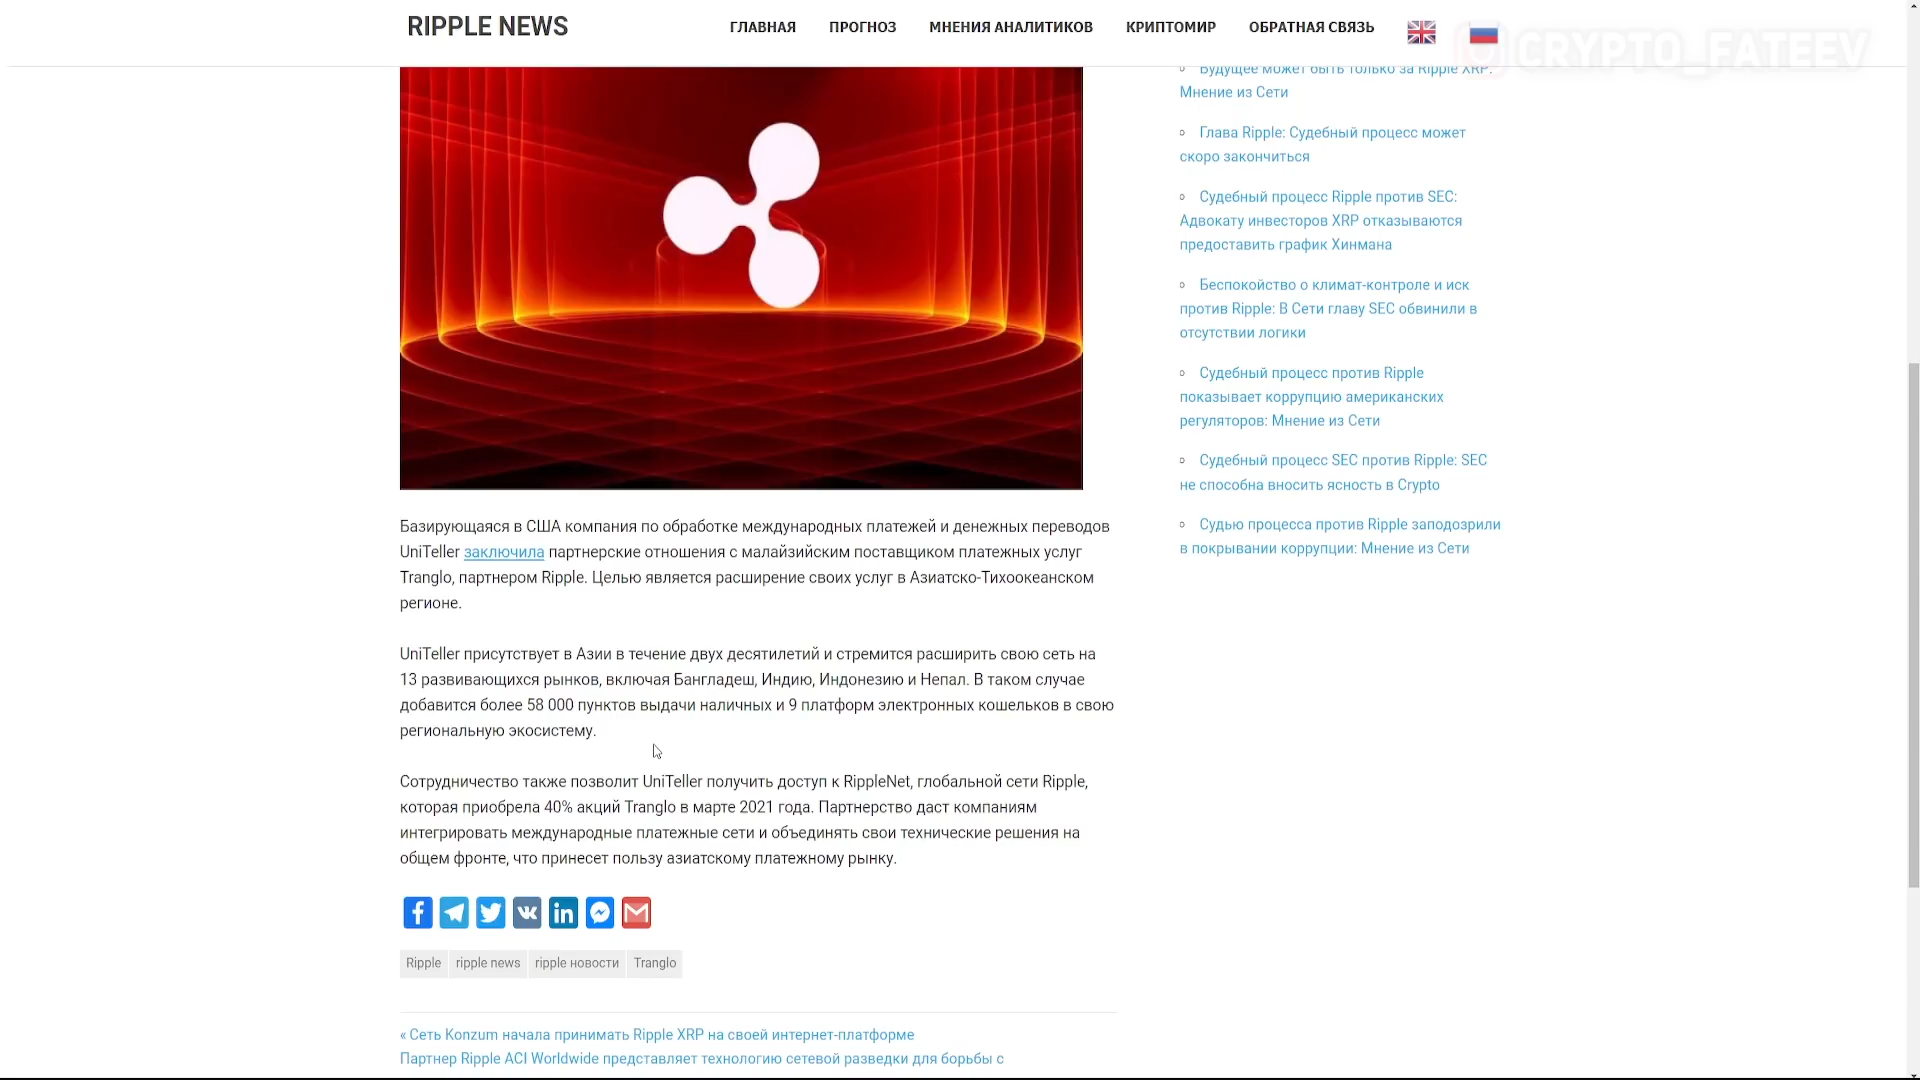 RIPPLE NEWS
ГЛАВНАЯ ПРОГНОЗ МНЕНИЯ АНАЛИТИКОВ КРИПТОМИР ОБРАТНАЯ СВЯЗЬ
CRYPTO_FATEEV
Базирующаяся в США компания по обработке международных платежей и денежных переводов
UniTeller заключила партнерские отношения с малайзийским поставщиком платежных услуг
Tranglo, партнером Ripple. Целью является расширение своих услуг в Азиатско-Тихоокеанском
регионе.
UniTeller присутствует в Азии в течение двух десятилетий и стремится расширить свою сеть на
13 развивающихся рынков, включая Бангладеш, Индию, Индонезию и Непал. В таком случае
добавится более 58 000 пунктов выдачи наличных и 9 платформ электронных кошельков в свою
региональную экосистему.
Сотрудничество также позволит UniTeller получить доступ к RippleNet, глобальной сети Ripple,
которая приобрела 40% акций Tranglo в марте 2021 года. Партнерство даст компаниям
интегрировать международные платежные сети и объединять свои технические решения на
общем фронте, что принесет пользу азиатскому платежному рынку.
Ripple ripple news ripple новости Tranglo
« Сеть Konzum начала принимать Ripple XRP на своей интернет-платформе
Партнер Ripple ACI Worldwide представляет технологию сетевой разведки для борьбы с
Будущее может быть только за Ripple XRP:
Мнение из Сети
Глава Ripple: Судебный процесс может
скоро закончиться
Судебный процесс Ripple против SEC:
Адвокату инвесторов XRP отказываются
предоставить график Хинмана
Беспокойство о климат-контроле и иск
против Ripple: В Сети главу SEC обвинили в
отсутствии логики
Судебный процесс против Ripple
показывает коррупцию американских
регуляторов: Мнение из Сети
Судебный процесс SEC против Ripple: SEC
не способна вносить ясность в Crypto
Судью процесса против Ripple заподозрили
в покрывании коррупции: Мнение из Сети